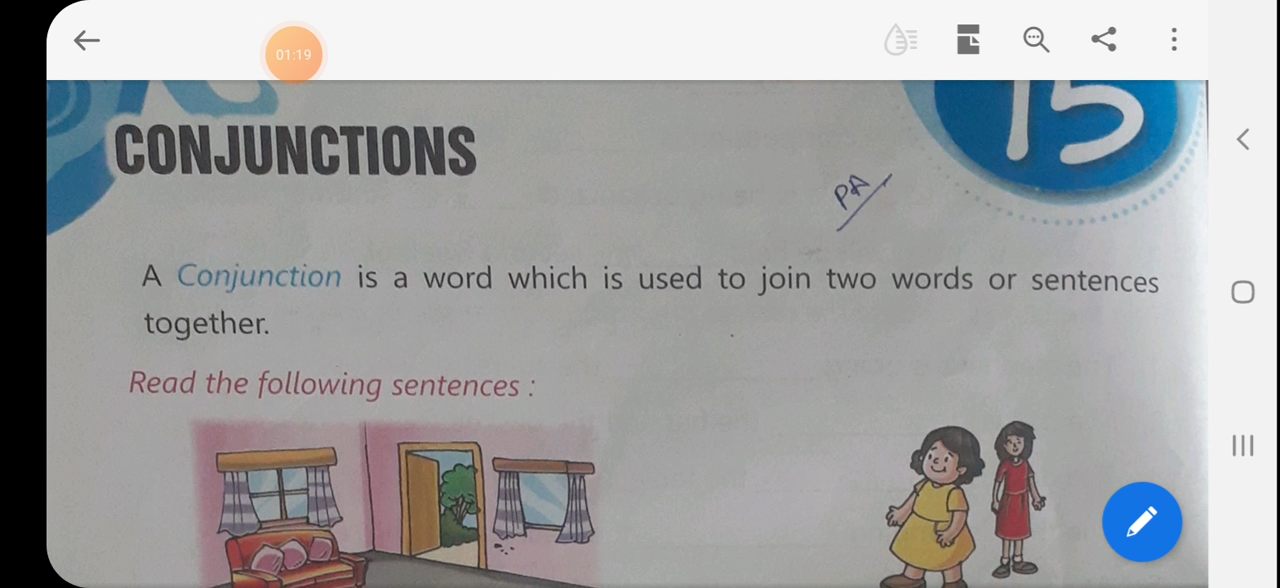 01:19
15
CONJUNCTIONS
PA
A Conjunction is a word which is used to join two words or sentences
together.
Read the following sentences :